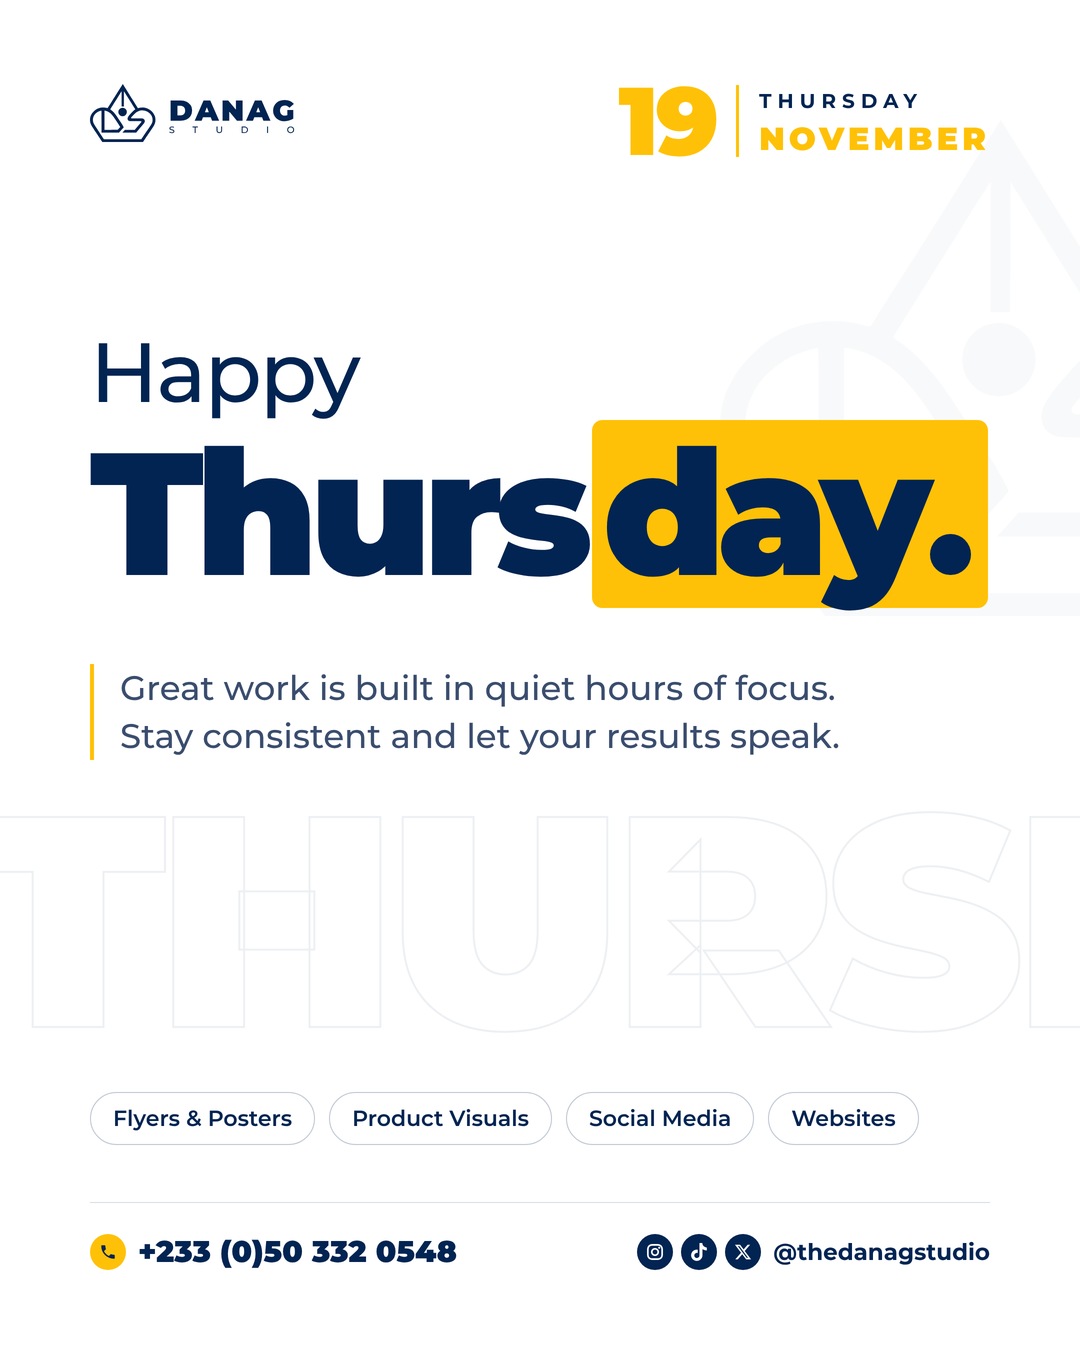 DANAG
STUDIO
19
THURSDAY
NOVEMBER
Happy
Thursday.
Great work is built in quiet hours of focus.
Stay consistent and let your results speak.
THURS
Flyers & Posters
Product Visuals
Social Media
Websites
+233 (0)50 332 0548
@thedanagstudio